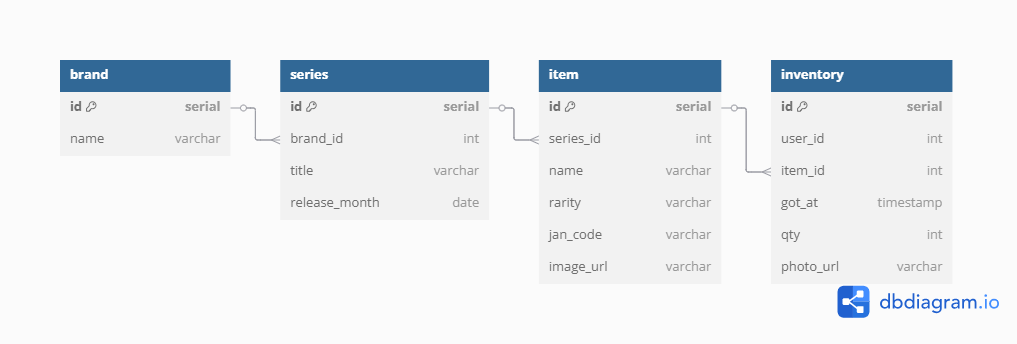 brand
id serial
name varchar
series
id serial
brand_id int
title varchar
release_month date
item
id serial
series_id int
name varchar
rarity varchar
jan_code varchar
image_url varchar
inventory
id serial
user_id int
item_id int
got_at timestamp
qty int
photo_url varchar
dbdiagram.io